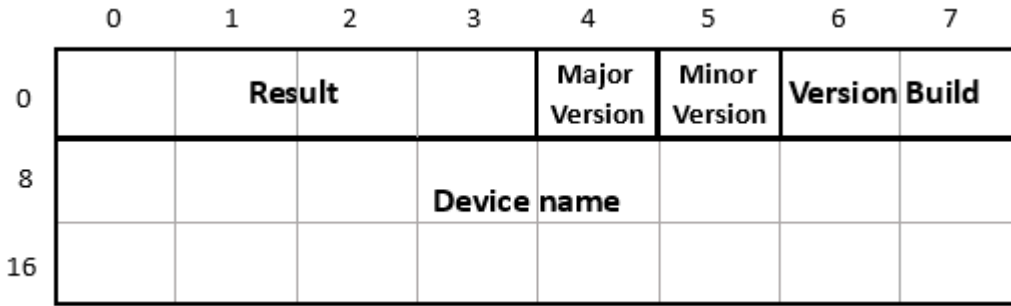 0 1 2 3 4 5 6 7
0 Result Major Version Minor Version Version Build
8 Device name
16